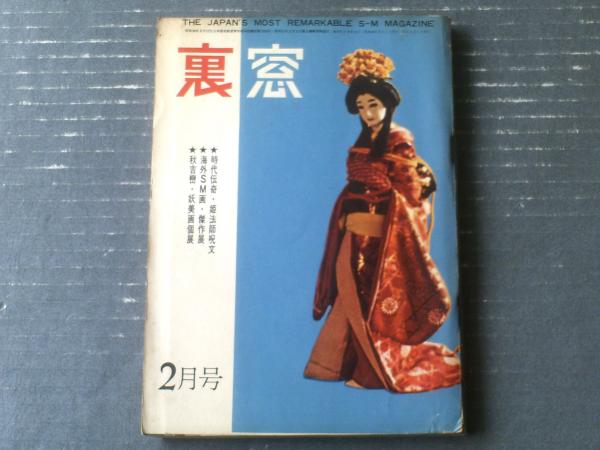 THE JAPAN'S MOST REMARKABLE S-M MAGAZINE
裏窓
★時代伝奇・姫法師呪文
★海外SM画・傑作展
★秋吉巒・妖美画個展
2月号